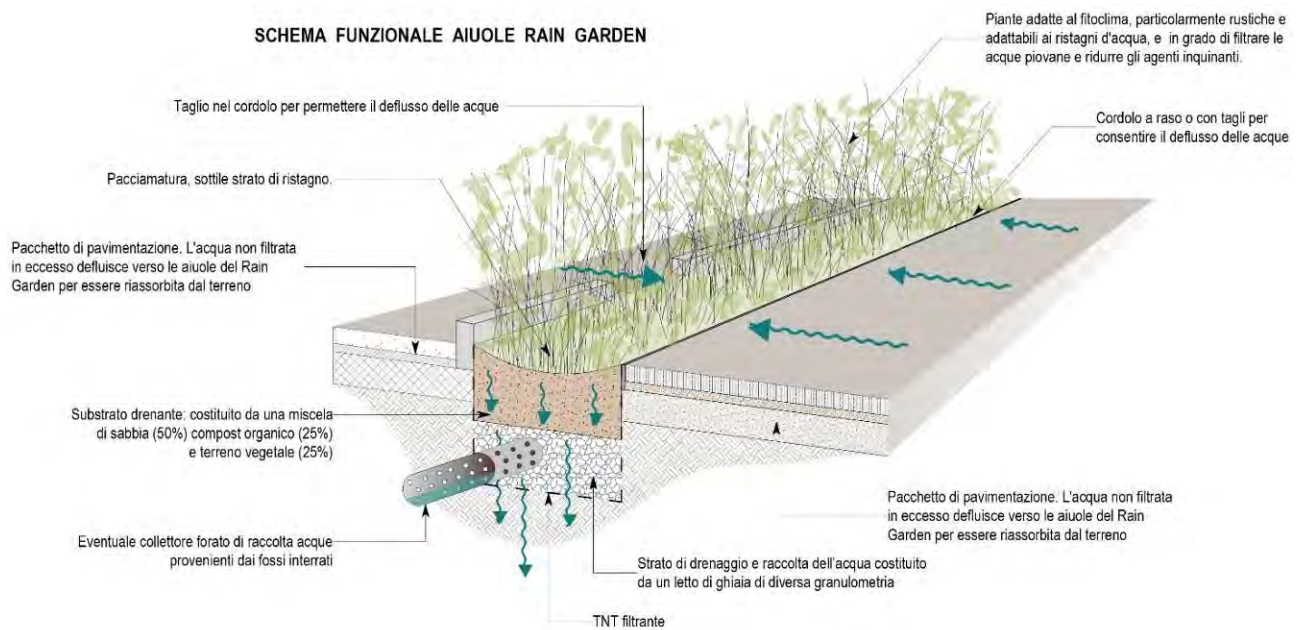 SCHEMA FUNZIONALE AIUOLE RAIN GARDEN
Piante adatte al fitoclima, particolarmente rustiche e
adattabili ai ristagni d'acqua, e in grado di filtrare le
acque piovane e ridurre gli agenti inquinanti.
Taglio nel cordolo per permettere il deflusso delle acque
Cordolo a raso o con tagli per
consentire il deflusso delle acque
Pacciamatura, sottile strato di ristagno.
Pacchetto di pavimentazione. L'acqua non filtrata
in eccesso defluisce verso le aiuole del Rain
Garden per essere riassorbita dal terreno
Substrato drenante: costituito da una miscela
di sabbia (50%) compost organico (25%)
e terreno vegetale (25%)
Eventuale collettore forato di raccolta acque
provenienti dai fossi interrati
Pacchetto di pavimentazione. L'acqua non filtrata
in eccesso defluisce verso le aiuole del Rain
Garden per essere riassorbita dal terreno
Strato di drenaggio e raccolta dell'acqua costituito
da un letto di ghiaia di diversa granulometria
TNT filtrante